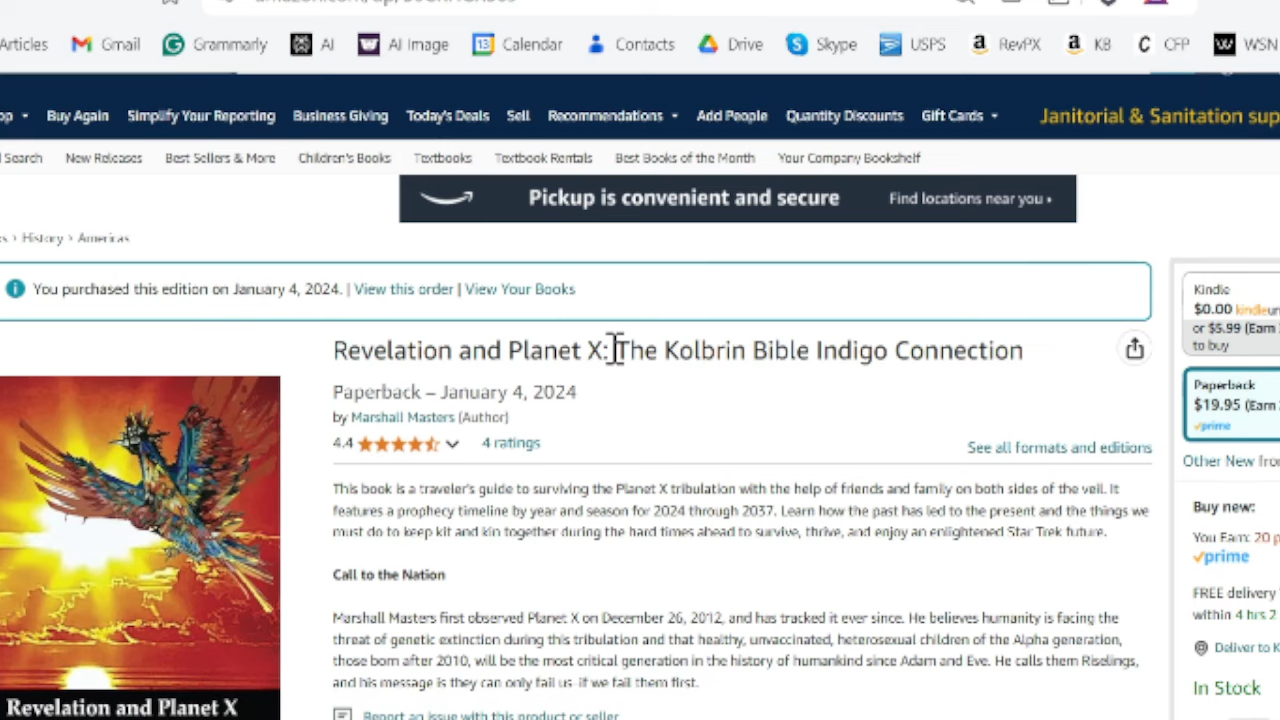 Articles Gmail Grammarly AI AI Image Calendar Contacts Drive Skype USPS RevPX KB CFP WSN
op Buy Again Simplify Your Reporting Business Giving Today's Deals Sell Recommendations Add People Quantity Discounts Gift Cards Janitorial & Sanitation sup
Search New Releases Best Sellers & More Children's Books Textbooks Textbook Rentals Best Books of the Month Your Company Bookshelf
Pickup is convenient and secure Find locations near you
ks › History › Americas
You purchased this edition on January 4, 2024. | View this order | View Your Books
Revelation and Planet X: The Kolbrin Bible Indigo Connection
Paperback – January 4, 2024
by Marshall Masters (Author)
4.4 4 ratings
See all formats and editions
This book is a traveler's guide to surviving the Planet X tribulation with the help of friends and family on both sides of the veil. It
features a prophecy timeline by year and season for 2024 through 2037. Learn how the past has led to the present and the things we
must do to keep kit and kin together during the hard times ahead to survive, thrive, and enjoy an enlightened Star Trek future.
Call to the Nation
Marshall Masters first observed Planet X on December 26, 2012, and has tracked it ever since. He believes humanity is facing the
threat of genetic extinction during this tribulation and that healthy, unvaccinated, heterosexual children of the Alpha generation,
those born after 2010, will be the most critical generation in the history of humankind since Adam and Eve. He calls them Riselings,
and his message is they can only fail us-if we fail them first.
Report an issue with this product or seller
Revelation and Planet X
Kindle
$0.00 kindleun
or $5.99 (Earn
to buy
Paperback
$19.95 (Earn
prime
Other New from
Buy new:
You Earn: 20 p
prime
FREE delivery
within 4 hrs 2
Deliver to K
In Stock